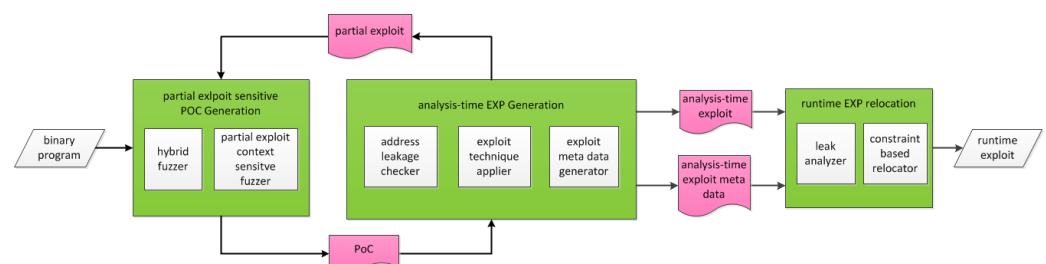 partial exploit
partial exlpoit sensitive
POC Generation
analysis-time EXP Generation
analysis-time
exploit
runtime EXP relocation
binary
program
hybrid
fuzzer
partial exploit
context
sensitve
fuzzer
address
leakage
checker
exploit
technique
applier
exploit
meta data
generator
analysis-time
exploit meta
data
leak
analyzer
constraint
based
relocator
runtime
exploit
PoC